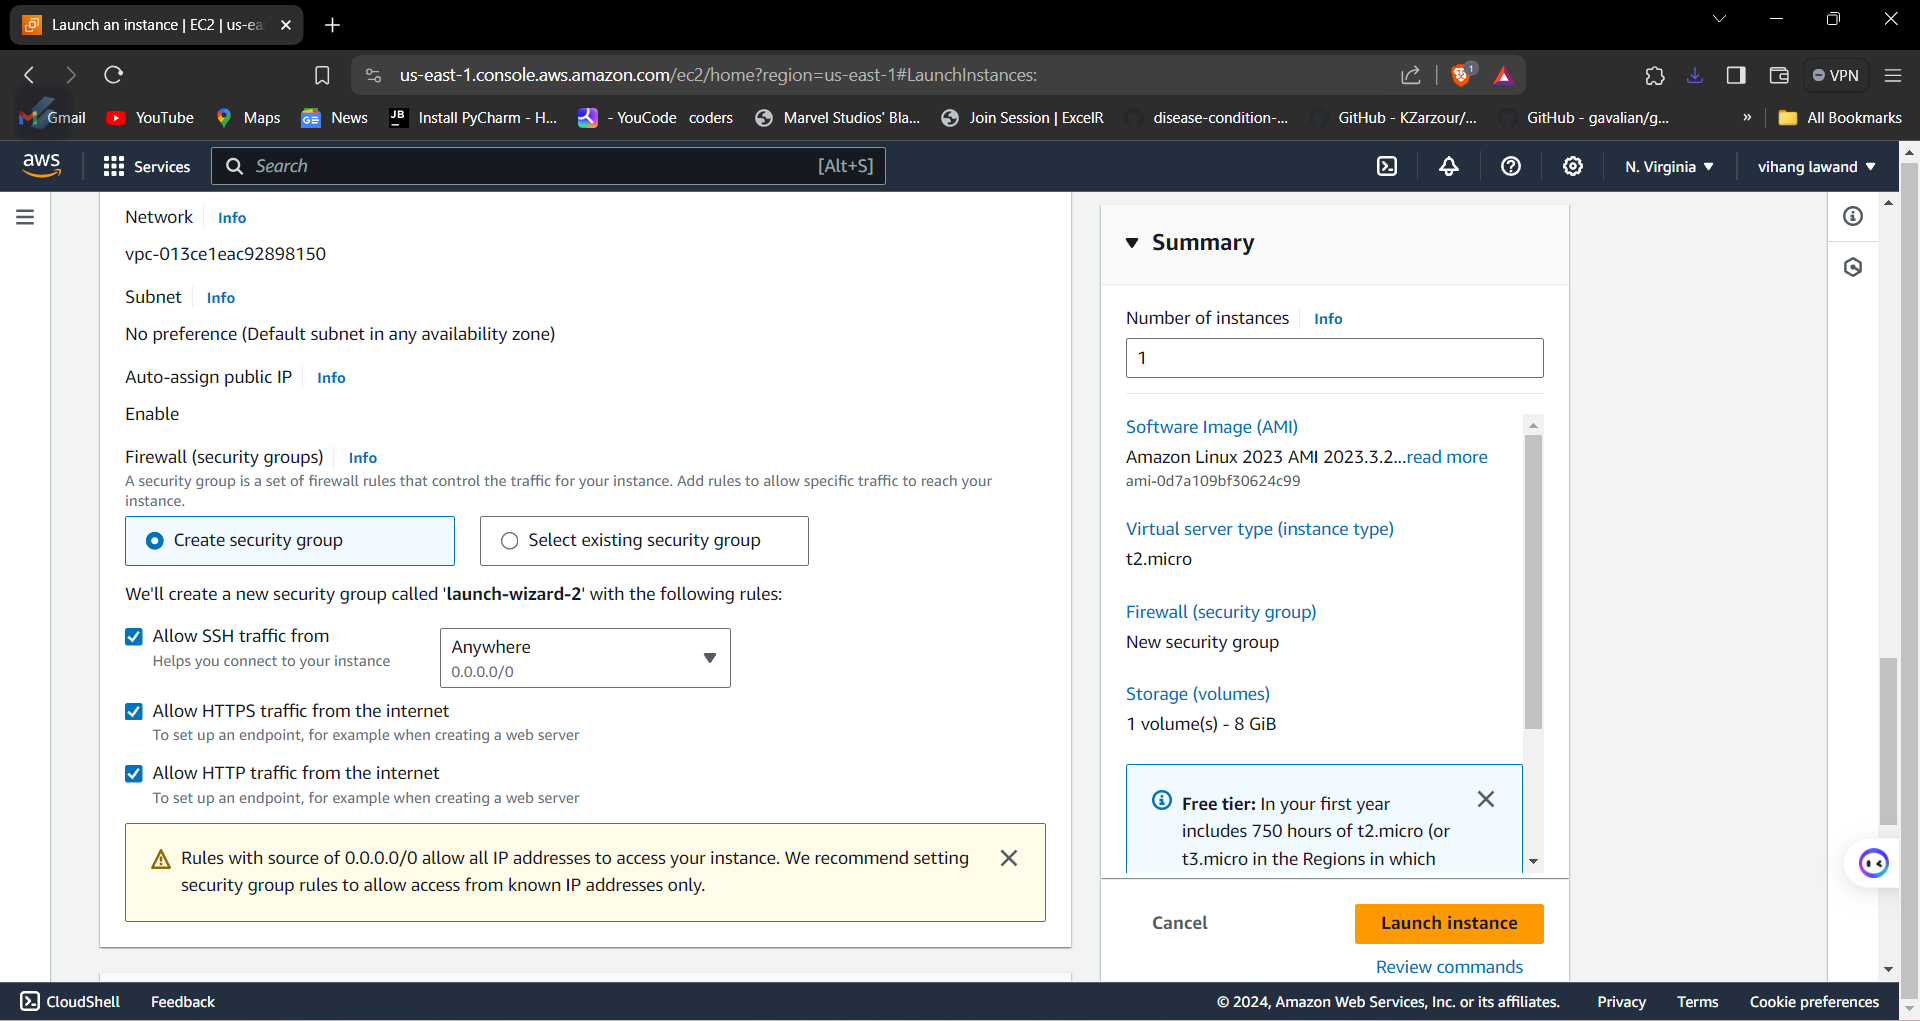 Launch an instance | EC2 | us-ea
us-east-1.console.aws.amazon.com/ec2/home?region=us-east-1#LaunchInstances:
1
VPN
Gmail
YouTube
Maps
News
Install PyCharm - H...
- YouCode coders
Marvel Studios' Bla...
Join Session | ExcelR
disease-condition-...
GitHub - KZarzour/...
GitHub - gavalian/g...
»
All Bookmarks
aws
Services
Search
[Alt+S]
N. Virginia
vihang lawand
Network Info
vpc-013ce1eac92898150
Subnet Info
No preference (Default subnet in any availability zone)
Auto-assign public IP Info
Enable
Firewall (security groups) Info
A security group is a set of firewall rules that control the traffic for your instance. Add rules to allow specific traffic to reach your
instance.
Create security group
Select existing security group
We'll create a new security group called 'launch-wizard-2' with the following rules:
Allow SSH traffic from
Helps you connect to your instance
Anywhere
0.0.0.0/0
Allow HTTPS traffic from the internet
To set up an endpoint, for example when creating a web server
Allow HTTP traffic from the internet
To set up an endpoint, for example when creating a web server
Rules with source of 0.0.0.0/0 allow all IP addresses to access your instance. We recommend setting
security group rules to allow access from known IP addresses only.
Summary
Number of instances Info
1
Software Image (AMI)
Amazon Linux 2023 AMI 2023.3.2...read more
ami-0d7a109bf30624c99
Virtual server type (instance type)
t2.micro
Firewall (security group)
New security group
Storage (volumes)
1 volume(s) - 8 GiB
Free tier: In your first year
includes 750 hours of t2.micro (or
t3.micro in the Regions in which
Cancel
Launch instance
Review commands
CloudShell
Feedback
© 2024, Amazon Web Services, Inc. or its affiliates.
Privacy
Terms
Cookie preferences